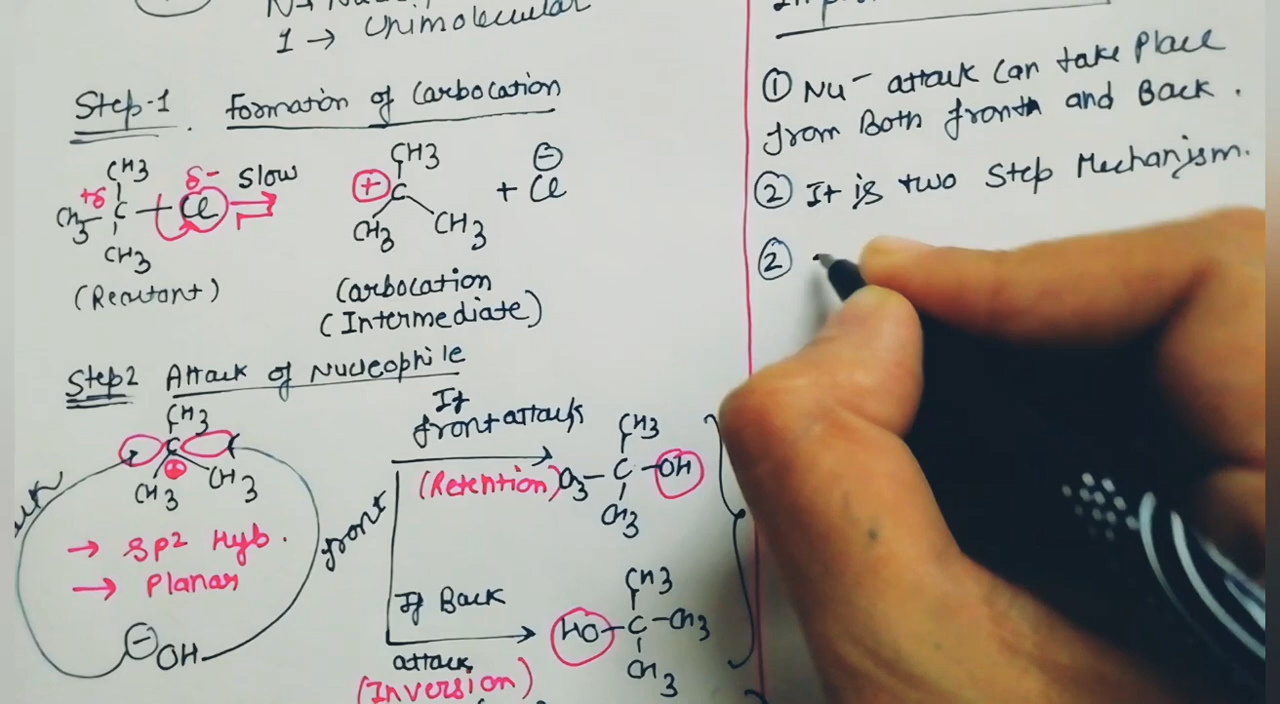 1 → Unimolecular
Step-1. Formation of Carbocation
CH3
+δ δ- Slow
CH3-C-Cl
CH3
(Reactant)
CH3
⊕ C + Cl ⊖
CH3 CH3
Carbocation
(Intermediate)
Step2 Attack of Nucleophile
CH3
C
⊕
CH3 CH3
→ SP2 Hyb.
→ Planar
⊖OH
front
If
front attack
(Retention)
CH3
C-OH
CH3
If Back
attack
(Inversion)
CH3
HO-C-CH3
CH3
① Nu- attack Can take Place
from Both front and Back.
② It is two Step Mechanism.
②